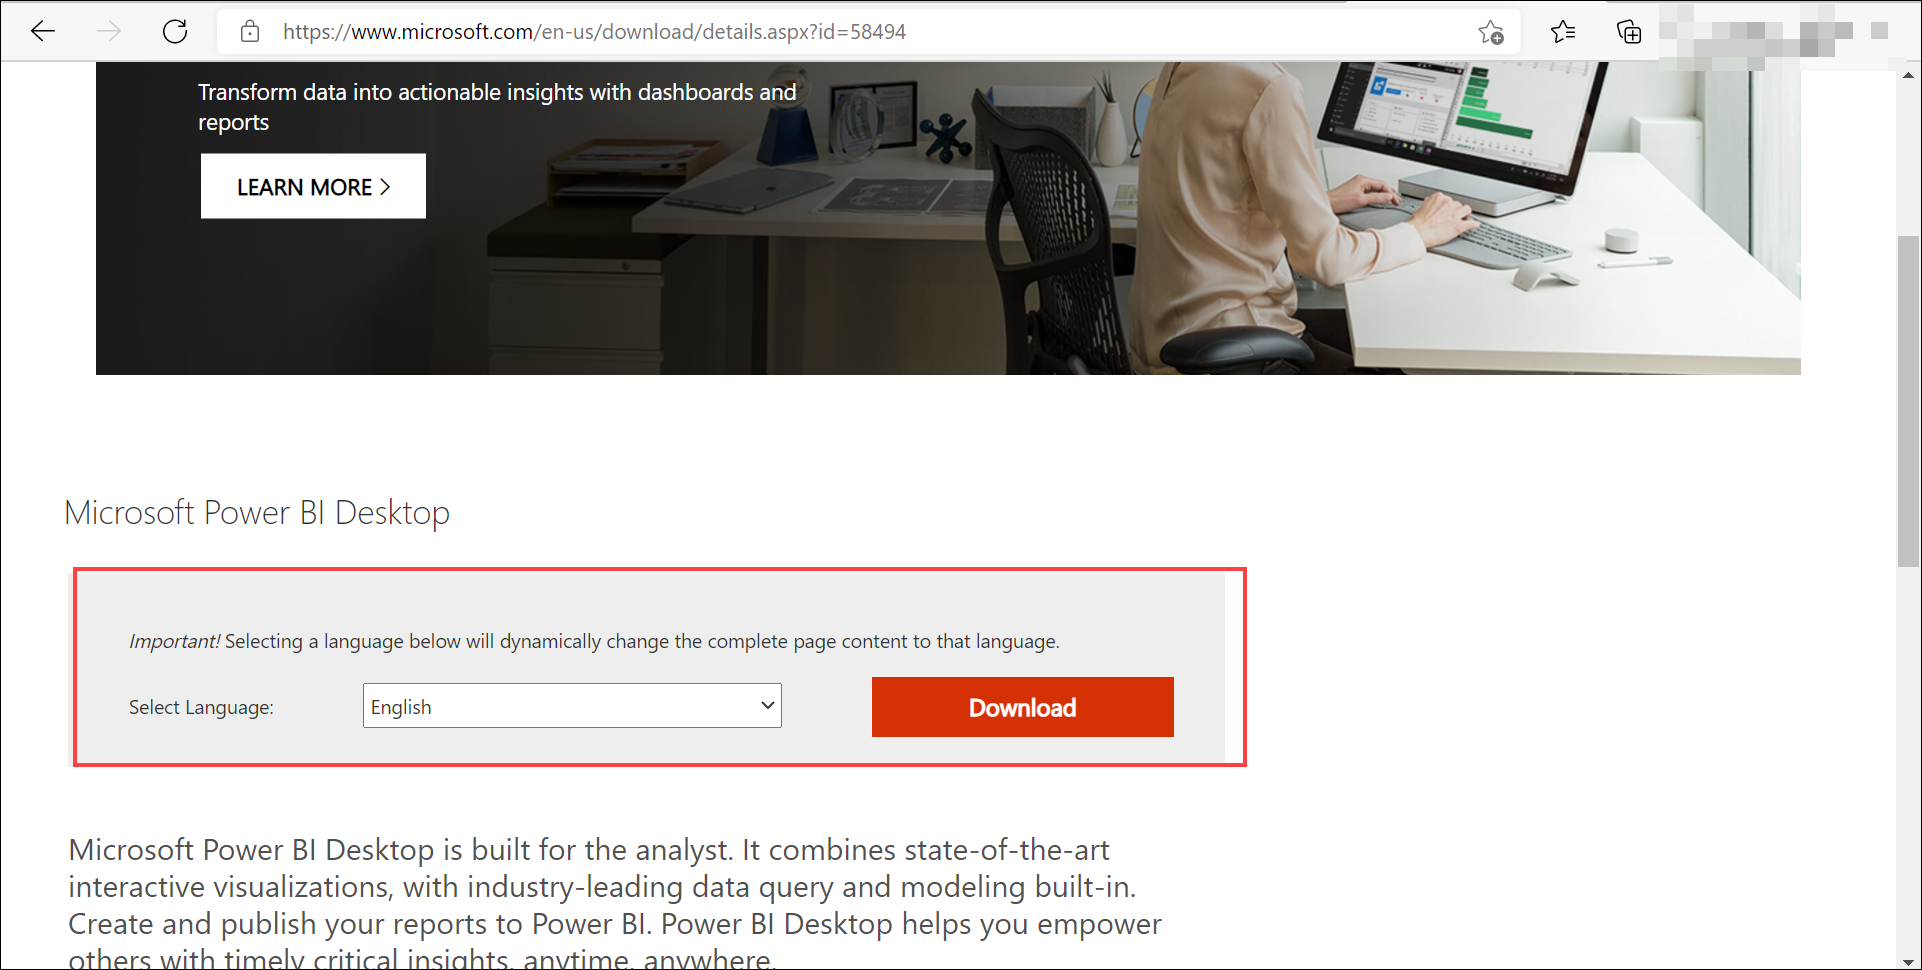 https://www.microsoft.com/en-us/download/details.aspx?id=58494
Transform data into actionable insights with dashboards and
reports
LEARN MORE >
Microsoft Power BI Desktop
Important! Selecting a language below will dynamically change the complete page content to that language.
Select Language:
English
Download
Microsoft Power BI Desktop is built for the analyst. It combines state-of-the-art
interactive visualizations, with industry-leading data query and modeling built-in.
Create and publish your reports to Power BI. Power BI Desktop helps you empower
others with timely critical insights, anytime, anywhere.